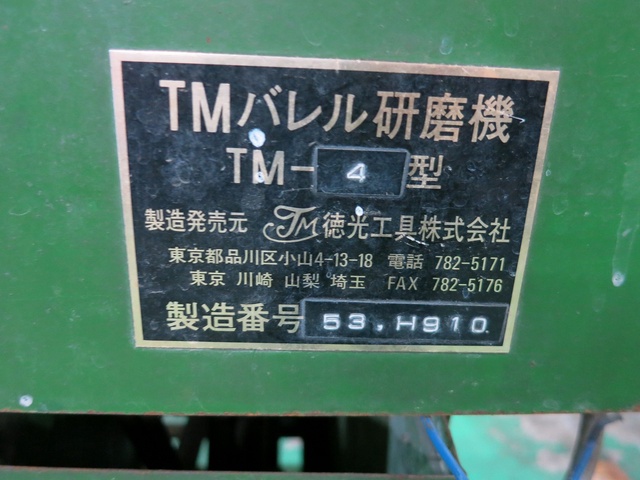 TMバレル研磨機
TM-4型
製造発売元 TM徳光工具株式会社
東京都品川区小山4-13-18 電話 782-5171
東京 川崎 山梨 埼玉 FAX 782-5176
製造番号 53.H910